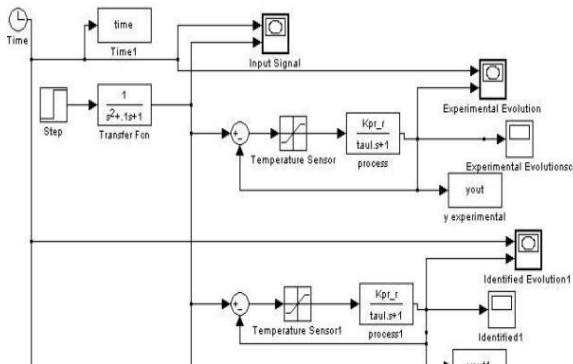 Time
time
Time1
Input Signal
Step
1
s²+.1s+1
Transfer Fcn
Experimental Evolution
Temperature Sensor
Kpr_r
taul.s+1
process
Experimental Evolutionsc
yout
y experimental
Identified Evolution1
Temperature Sensor1
Kpr_r
taul.s+1
process1
Identified1